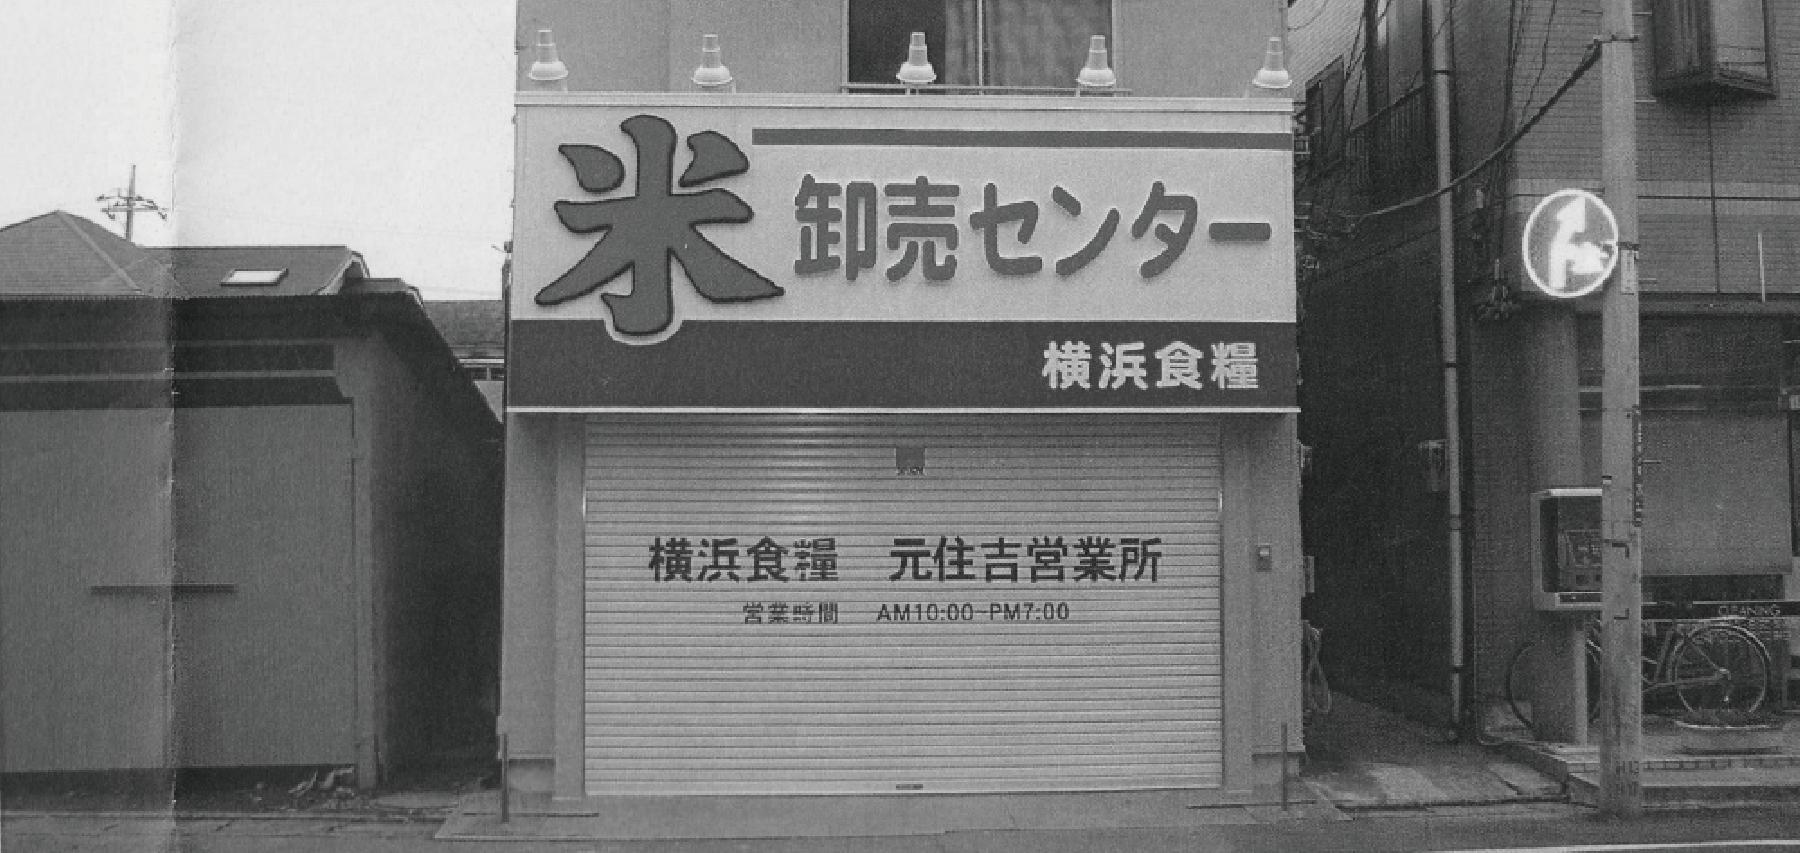 米 卸売センター
横浜食糧
横浜食糧 元住吉営業所
営業時間 AM10:00-PM7:00
CLEANING